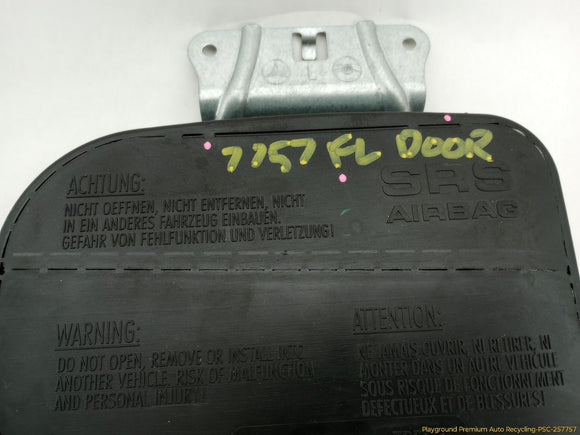 L
7757 FL DOOR
SRS
AIRBAG
ACHTUNG:
NICHT OEFFNEN, NICHT ENTFERNEN, NICHT
IN EIN ANDERES FAHRZEUG EINBAUEN.
GEFAHR VON FEHLFUNKTION UND VERLETZUNG!
WARNING:
DO NOT OPEN, REMOVE OR INSTALL INTO
ANOTHER VEHICLE. RISK OF MALFUNCTION
AND PERSONAL INJURY!
ATTENTION:
NE JAMAIS OUVRIR, NI RETIRER, NI
MONTER DANS UN AUTRE VEHICULE
SOUS RISQUE DE FONCTIONNEMENT
DEFECTUEUX ET DE BLESSURES!
Playground Premium Auto Recycling-PSC-257757